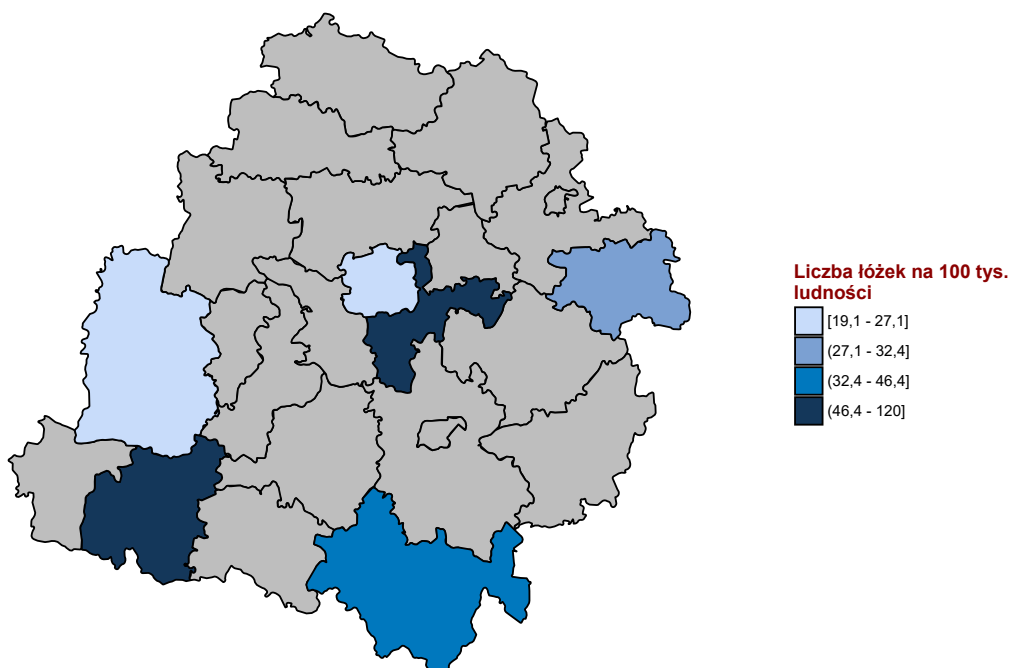 Liczba łóżek na 100 tys.
ludności
[19,1 - 27,1]
(27,1 - 32,4]
(32,4 - 46,4]
(46,4 - 120]